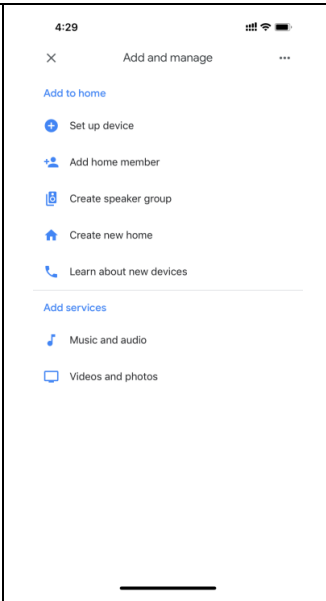 4:29
Add and manage
Add to home
Set up device
Add home member
Create speaker group
Create new home
Learn about new devices
Add services
Music and audio
Videos and photos